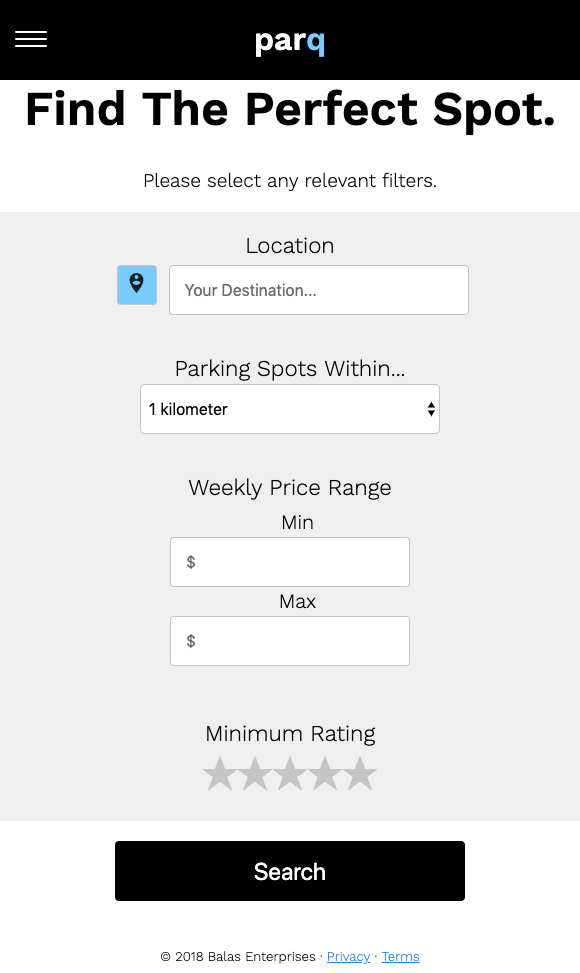 parq
Find The Perfect Spot.
Please select any relevant filters.
Location
Your Destination...
Parking Spots Within...
1 kilometer
Weekly Price Range
Min
$
Max
$
Minimum Rating
Search
© 2018 Balas Enterprises · Privacy · Terms